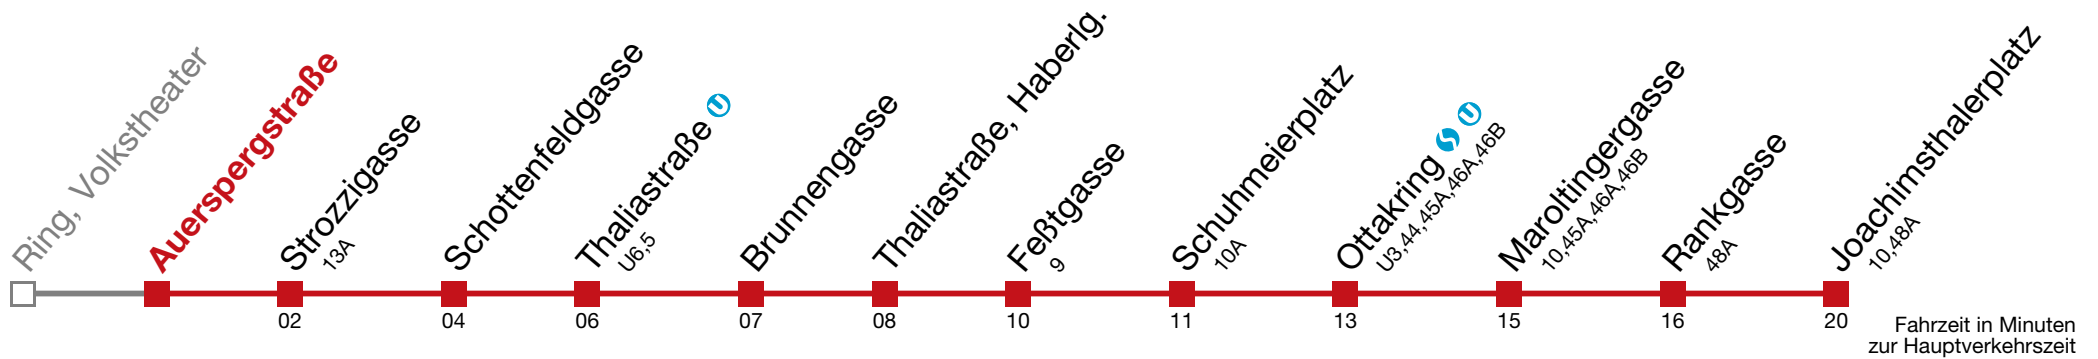 Ring, Volkstheater
Auerspergstraße
Strozzigasse
13A
Schottenfeldgasse
Thaliastraße U
U6,5
Brunnengasse
Thaliastraße, Haberlg.
Feßtgasse
9
Schuhmeierplatz
10A
Ottakring S U
U3,44,45A,46A,46B
Maroltingergasse
10,45A,46A,46B
Rankgasse
48A
Joachimsthalerplatz
10,48A
02 04 06 07 08 10 11 13 15 16 20
Fahrzeit in Minuten
zur Hauptverkehrszeit